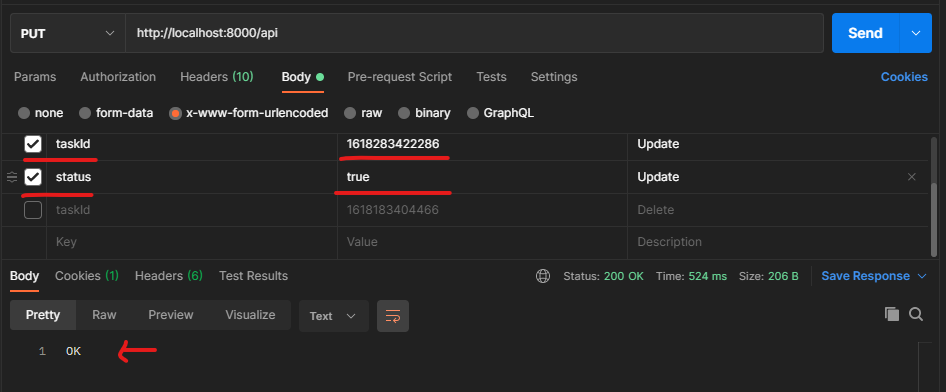 PUT http://localhost:8000/api Send
Params Authorization Headers (10) Body Pre-request Script Tests Settings Cookies
none form-data x-www-form-urlencoded raw binary GraphQL
taskId 1618283422286 Update
status true Update
taskId 1618183404466 Delete
Key Value Description
Body Cookies (1) Headers (6) Test Results Status: 200 OK Time: 524 ms Size: 206 B Save Response
Pretty Raw Preview Visualize Text
1 OK